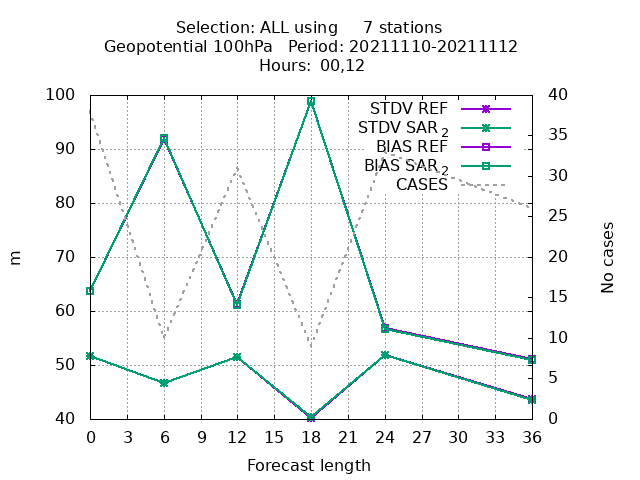 Selection: ALL using     7 stations
Geopotential 100hPa   Period: 20211110-20211112
Hours:  00,12
STDV REF
STDV SAR2
BIAS REF
BIAS SAR2
CASES
100
90
80
70
60
50
40
m
40
35
30
25
20
15
10
5
0
No cases
0 3 6 9 12 15 18 21 24 27 30 33 36
Forecast length